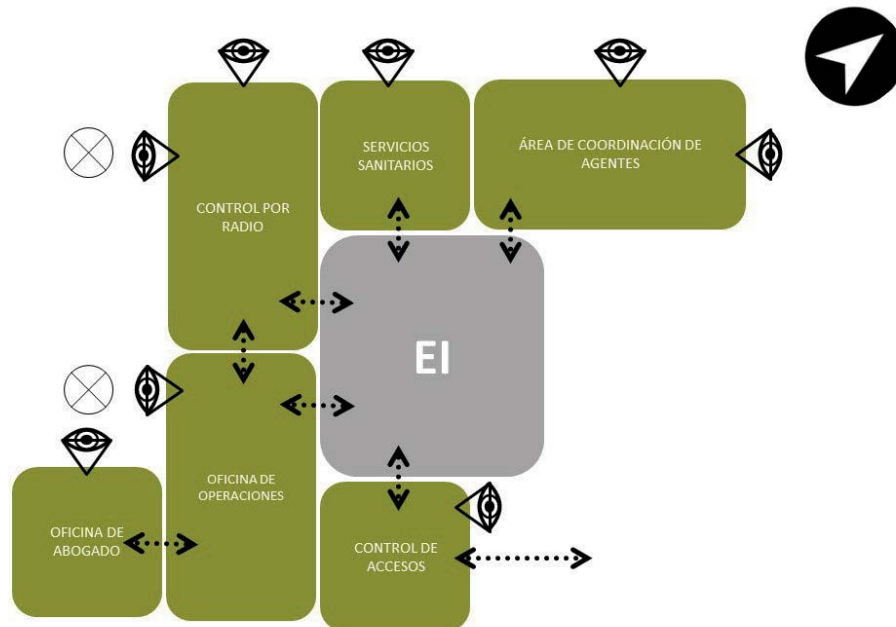 SERVICIOS
SANITARIOS
ÁREA DE COORDINACIÓN DE
AGENTES
CONTROL POR
RADIO
EI
OFICINA DE
OPERACIONES
OFICINA DE
ABOGADO
CONTROL DE
ACCESOS